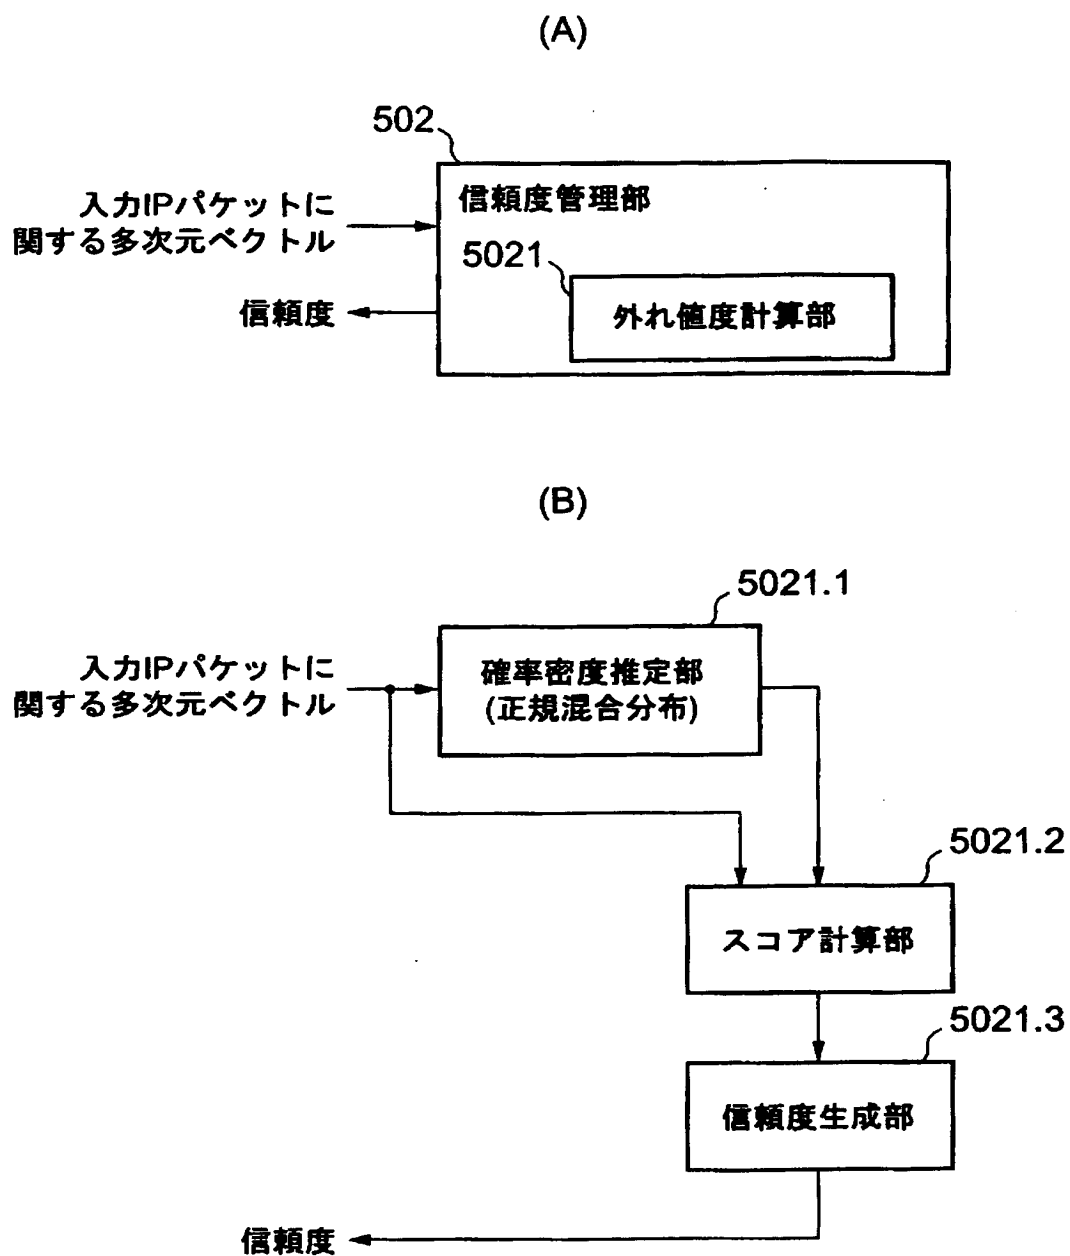 (A)
502
入力IPパケットに
関する多次元ベクトル
信頼度管理部
5021
外れ値度計算部
信頼度
(B)
5021.1
入力IPパケットに
関する多次元ベクトル
確率密度推定部
(正規混合分布)
5021.2
スコア計算部
5021.3
信頼度生成部
信頼度